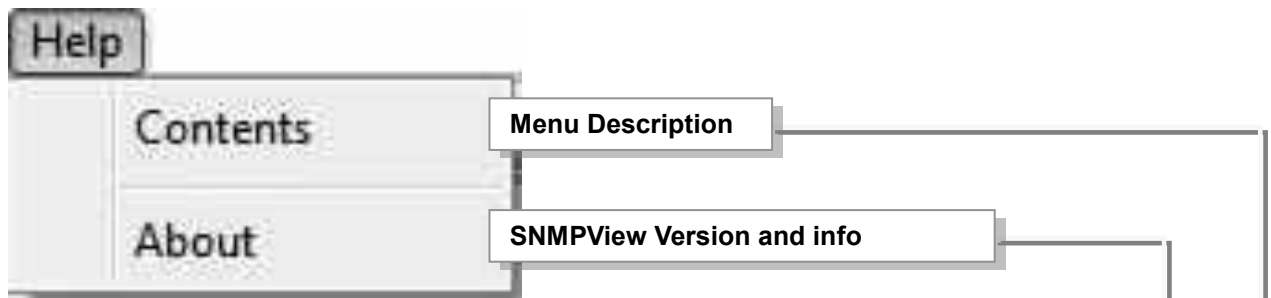 Help
Contents
Menu Description
About
SNMPView Version and info